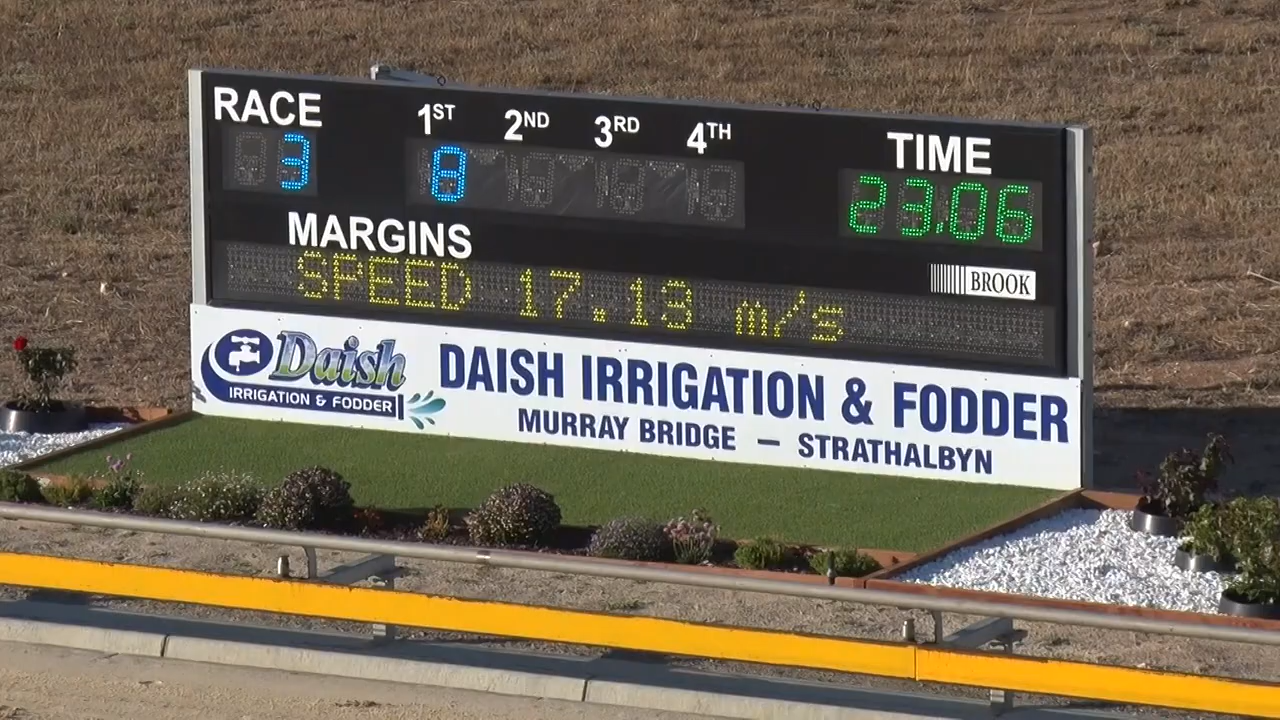 RACE 1ST 2ND 3RD 4TH TIME
3 8 23.06
MARGINS
BROOK
SPEED 17.13 m/s
Daish
IRRIGATION & FODDER
DAISH IRRIGATION & FODDER
MURRAY BRIDGE – STRATHALBYN